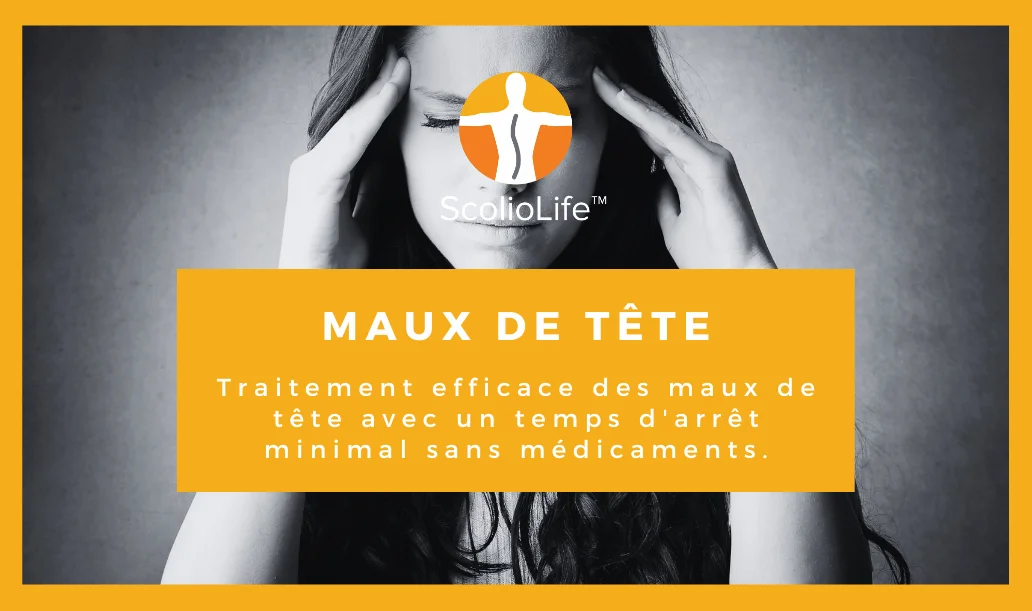 ScolioLife™
MAUX DE TÊTE
Traitement efficace des maux de
tête avec un temps d'arrêt
minimal sans médicaments.